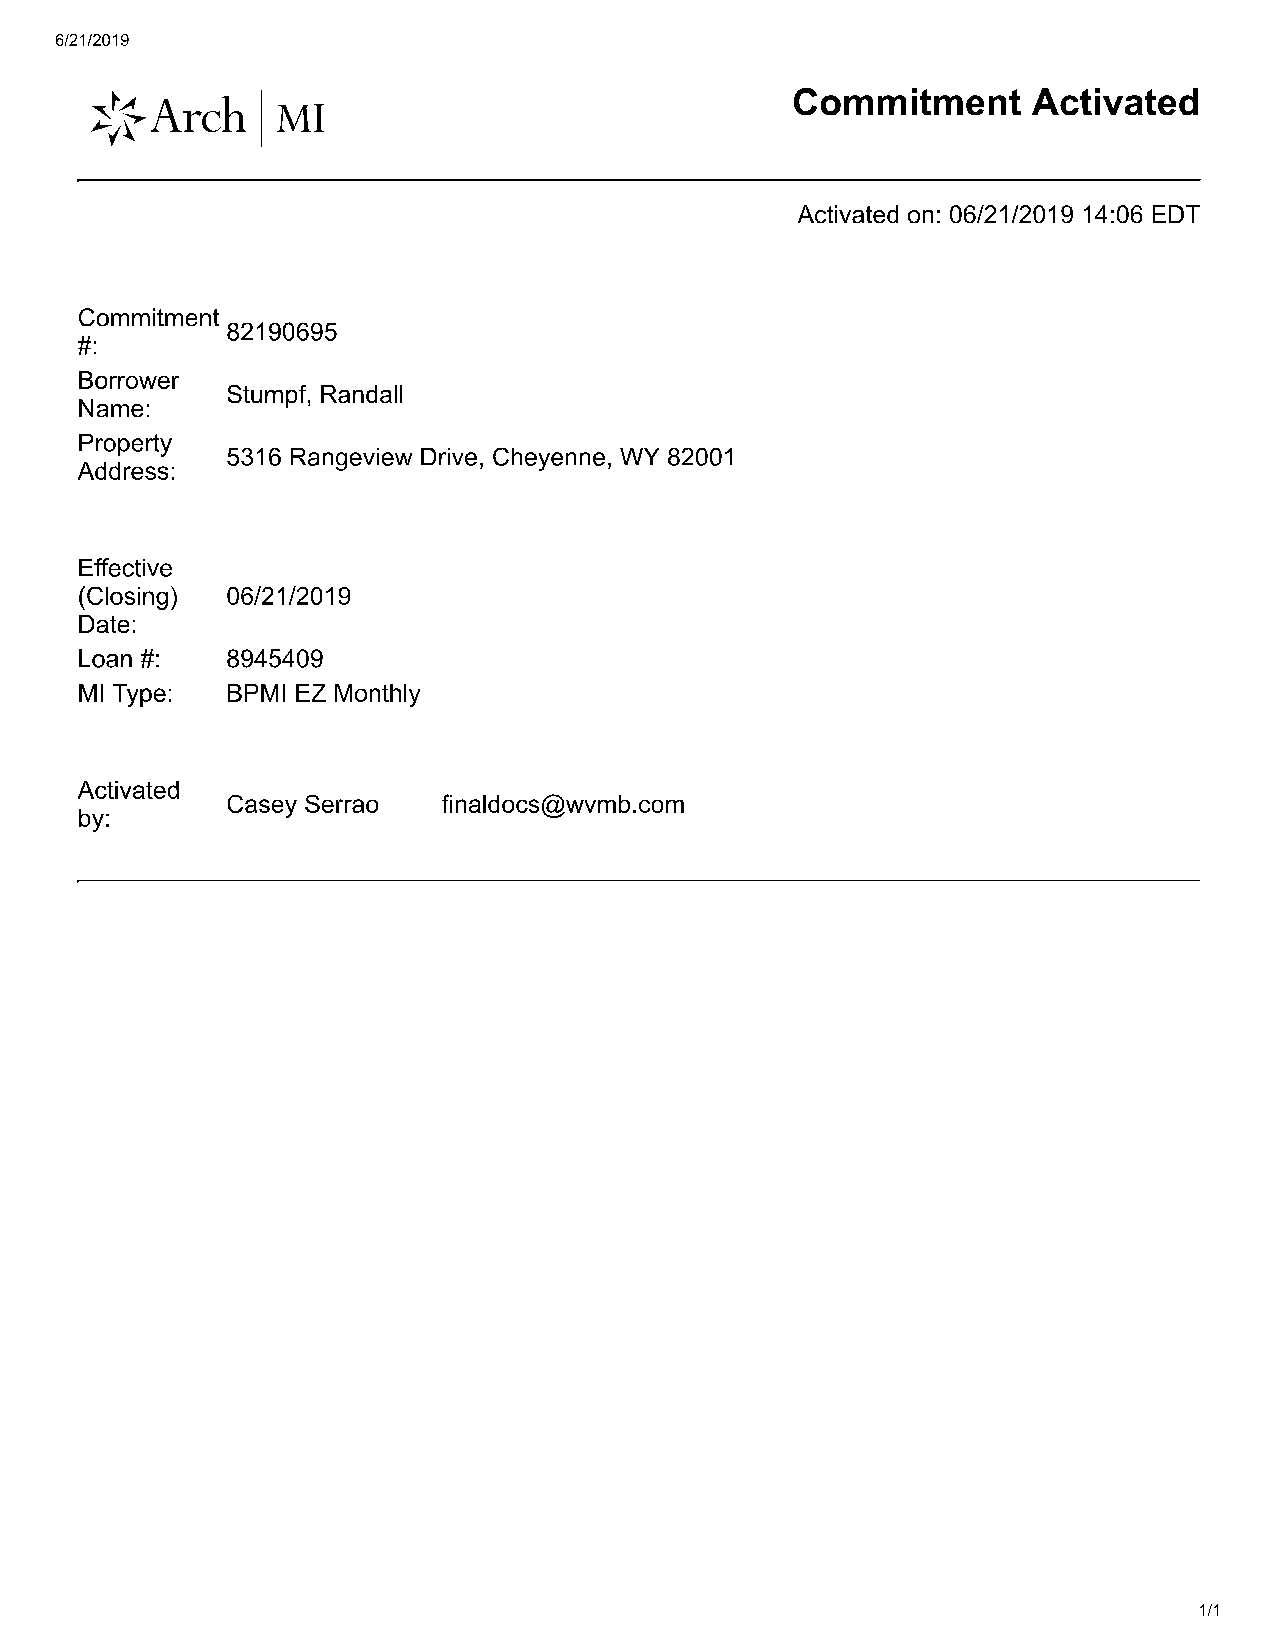 6/21/2019
Arch | MI
Commitment Activated
Activated on: 06/21/2019 14:06 EDT
Commitment
#:
82190695
Borrower
Name:
Stumpf, Randall
Property
Address:
5316 Rangeview Drive, Cheyenne, WY 82001
Effective
(Closing)
Date:
06/21/2019
Loan #: 8945409
MI Type: BPMI EZ Monthly
Activated
by:
Casey Serrao finaldocs@wvmb.com
1/1